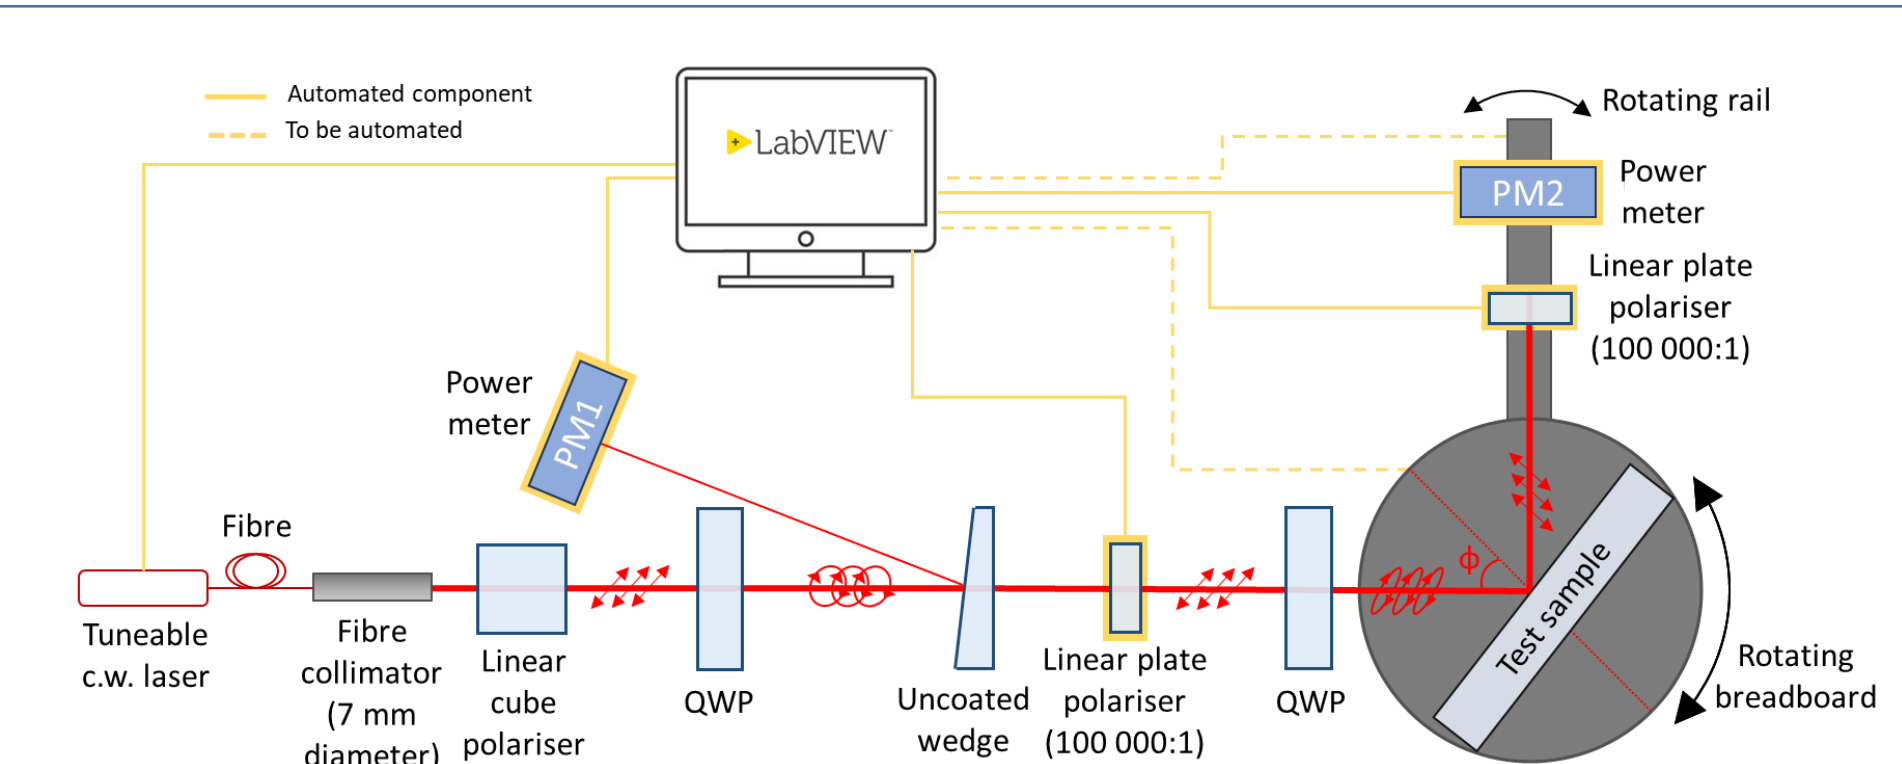 Automated component
To be automated
LabVIEW™
Rotating rail
PM2
Power
meter
Linear plate
polariser
(100 000:1)
Power
meter
PM1
Fibre
Tuneable
c.w. laser
Fibre
collimator
(7 mm
diameter)
Linear
cube
polariser
QWP
Uncoated
wedge
Linear plate
polariser
(100 000:1)
QWP
ϕ
Test sample
Rotating
breadboard